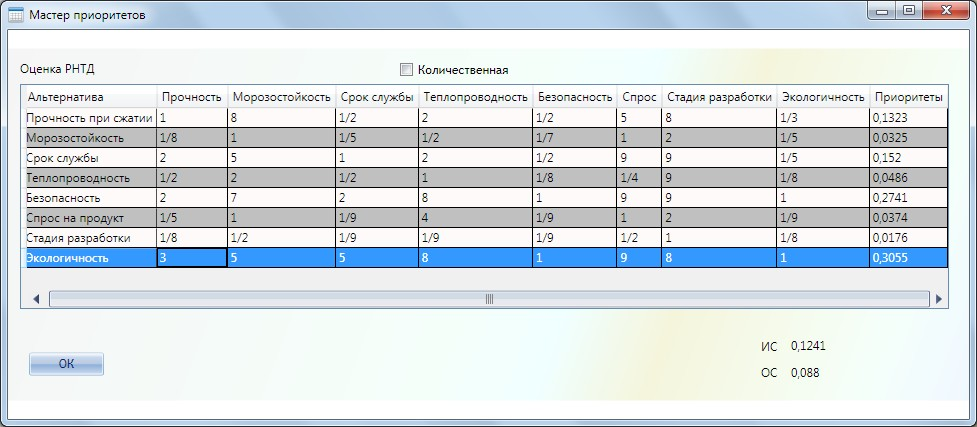 Мастер приоритетов
Оценка РНТД Количественная
Альтернатива Прочность Морозостойкость Срок службы Теплопроводность Безопасность Спрос Стадия разработки Экологичность Приоритеты
Прочность при сжатии 1 8 1/2 2 1/2 5 8 1/3 0,1323
Морозостойкость 1/8 1 1/5 1/2 1/7 1 2 1/5 0,0325
Срок службы 2 5 1 2 1/2 9 9 1/5 0,152
Теплопроводность 1/2 2 1/2 1 1/8 1/4 9 1/8 0,0486
Безопасность 2 7 2 8 1 9 9 1 0,2741
Спрос на продукт 1/5 1 1/9 4 1/9 1 2 1/9 0,0374
Стадия разработки 1/8 1/2 1/9 1/9 1/9 1/2 1 1/8 0,0176
Экологичность 3 5 5 8 1 9 8 1 0,3055
ИС 0,1241
ОК
ОС 0,088